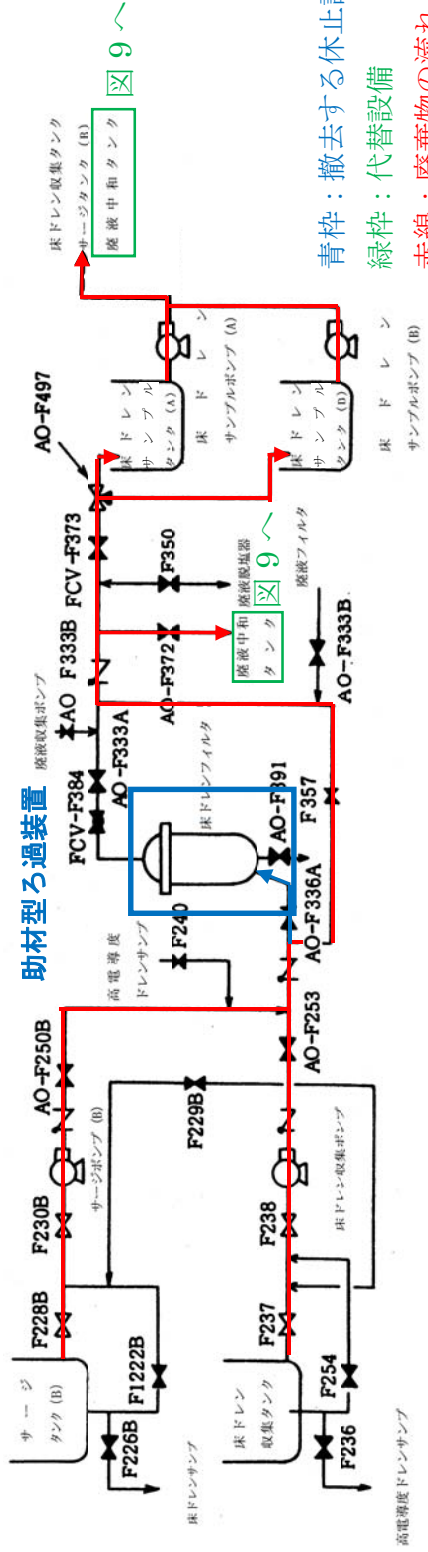 サージ
タンク (B)
F228B
F230B
AO-F250B
サージポンプ (B)
F226B
F1222B
床ドレンサンプ
F229B
床ドレン
収集タンク
F237
F238
AO-F253
床ドレン収集ポンプ
F236
F254
高電導度ドレンサンプ
高電導度
ドレンサンプ
F240
助材型ろ過装置
床ドレンフィルタ
AO-F391
AO-F336A
F357
FCV-F384
AO-F333A
廃液収集ポンプ
AO
F333B
AO-F372
F350
廃液脱塩器
廃液中和
タンク
図 9 へ
廃液フィルタ
AO-F333B
FCV-F373
AO-F497
床ドレン
サンプル
タンク (A)
床ドレン
サンプルポンプ (A)
床ドレン
サンプル
タンク (B)
床ドレン
サンプルポンプ (B)
床ドレン収集タンク
サージタンク (B)
廃液中和タンク
図 9 へ
青枠：撤去する休止
緑枠：代替設備
赤線：廃棄物の流れ